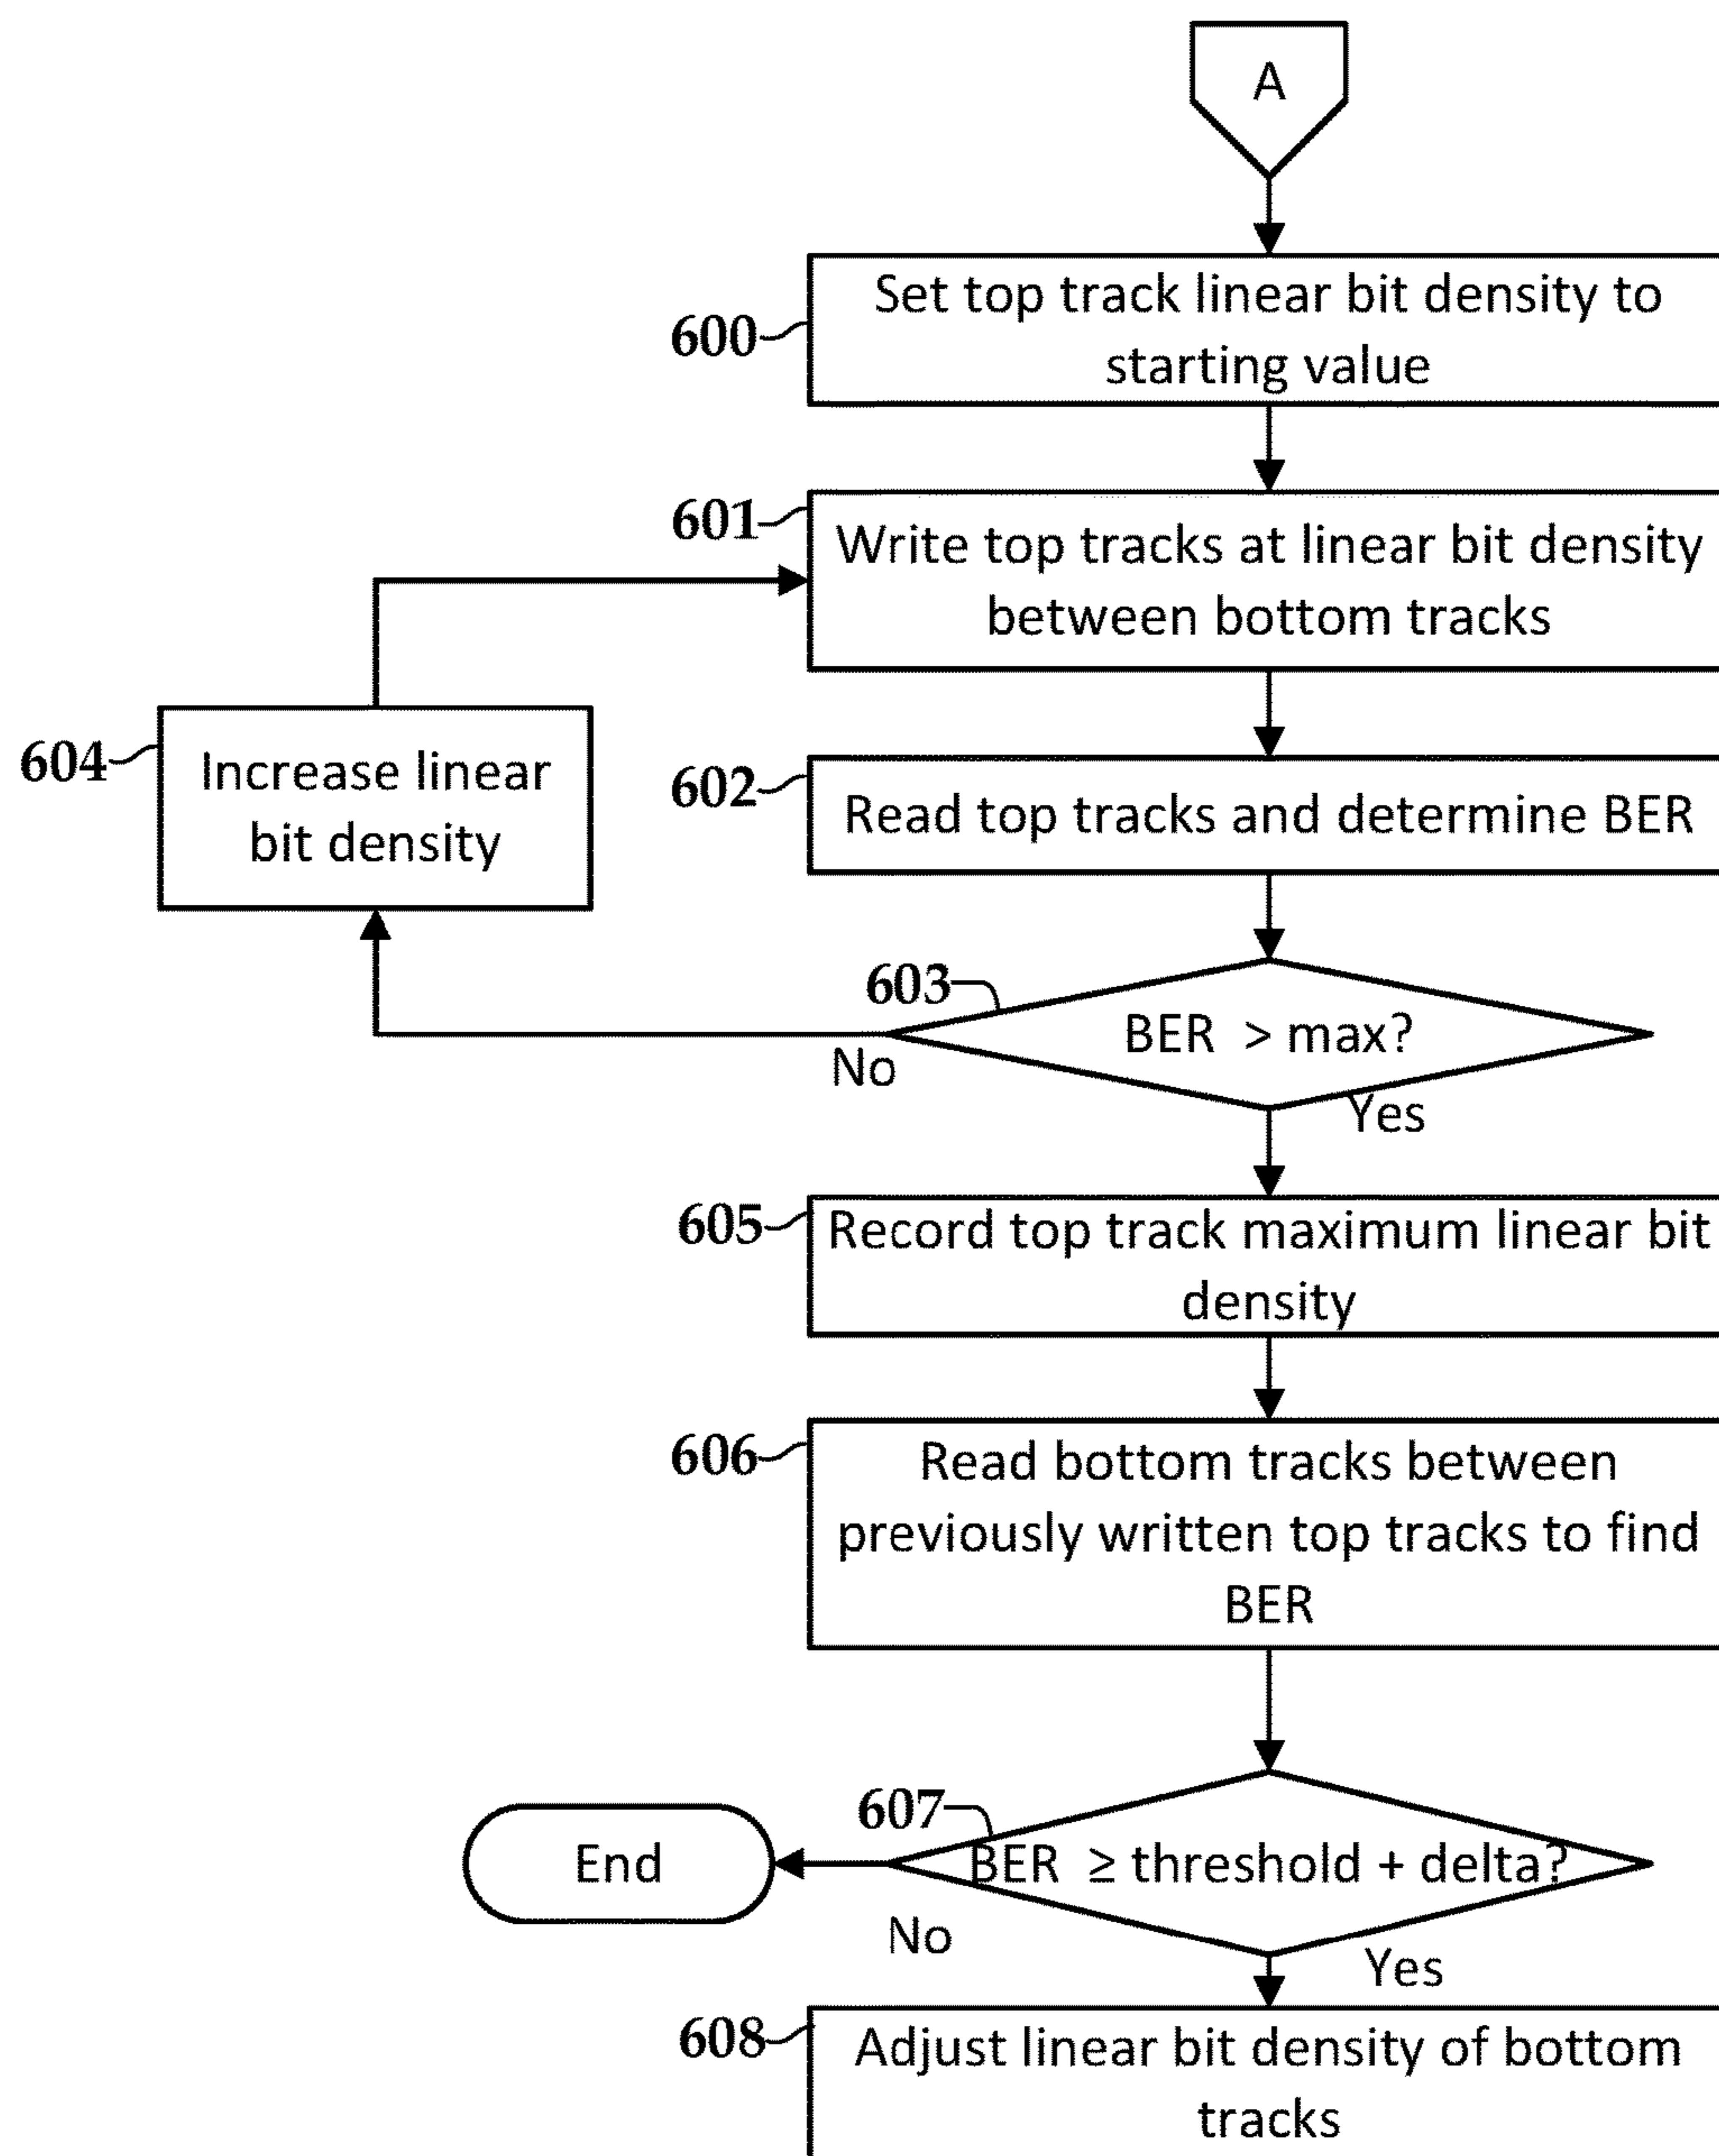 A
600
Set top track linear bit density to
starting value
601
Write top tracks at linear bit density
between bottom tracks
604
Increase linear
bit density
602
Read top tracks and determine BER
603
BER > max?
No
Yes
605
Record top track maximum linear bit
density
606
Read bottom tracks between
previously written top tracks to find
BER
607
BER ≥ threshold + delta?
End
No
Yes
608
Adjust linear bit density of bottom
tracks